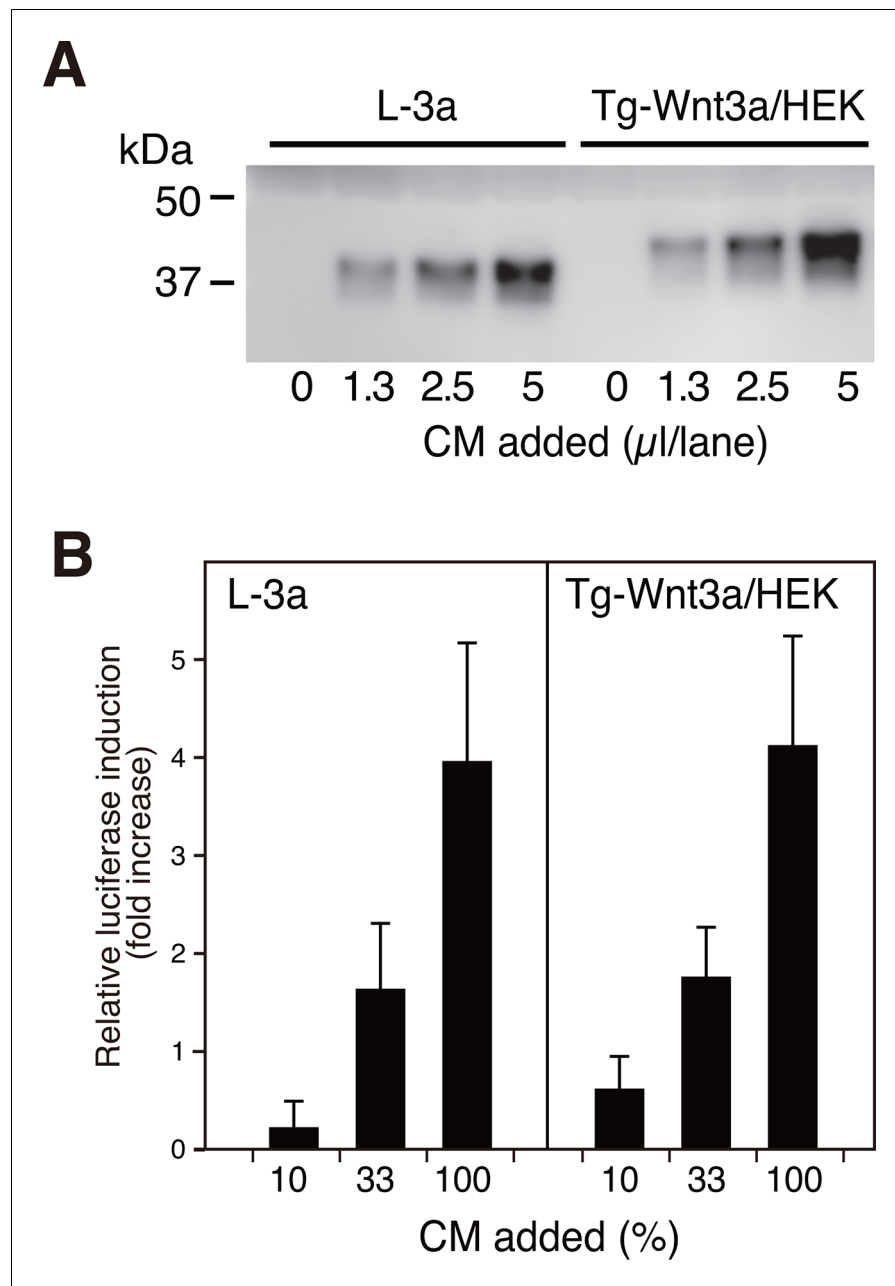 A
L-3a Tg-Wnt3a/HEK
kDa
50
37
0 1.3 2.5 5 0 1.3 2.5 5
CM added (µl/lane)
B
L-3a Tg-Wnt3a/HEK
Relative luciferase induction
(fold increase)
5
4
3
2
1
0
10 33 100 10 33 100
CM added (%)